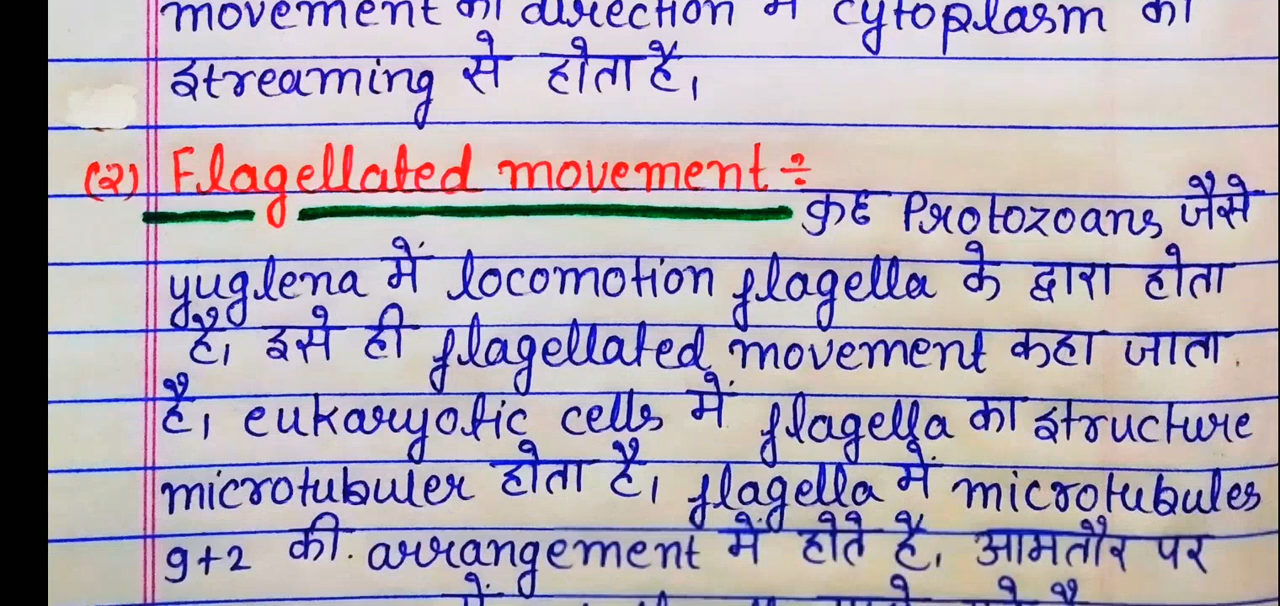 movement की direction में cytoplasm की
streaming से होता है,
(2) Flagellated movement ÷
कुछ Protozoans जैसे
yuglena में locomotion flagella के द्वारा होता
है, इसे ही flagellated movement कहा जाता
है, eukaryotic cells में flagella का structure
microtubuler होता है, flagella में microtubules
9+2 की arrangement में होते हैं, आमतौर पर